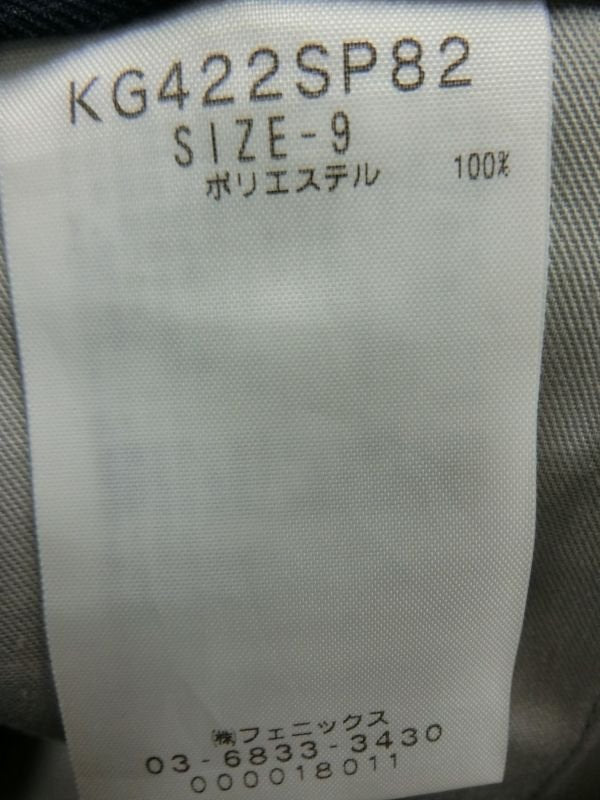 KG422SP82
SIZE-9
ポリエステル 100%
㈱フェニックス
03-6833-3430
000018011